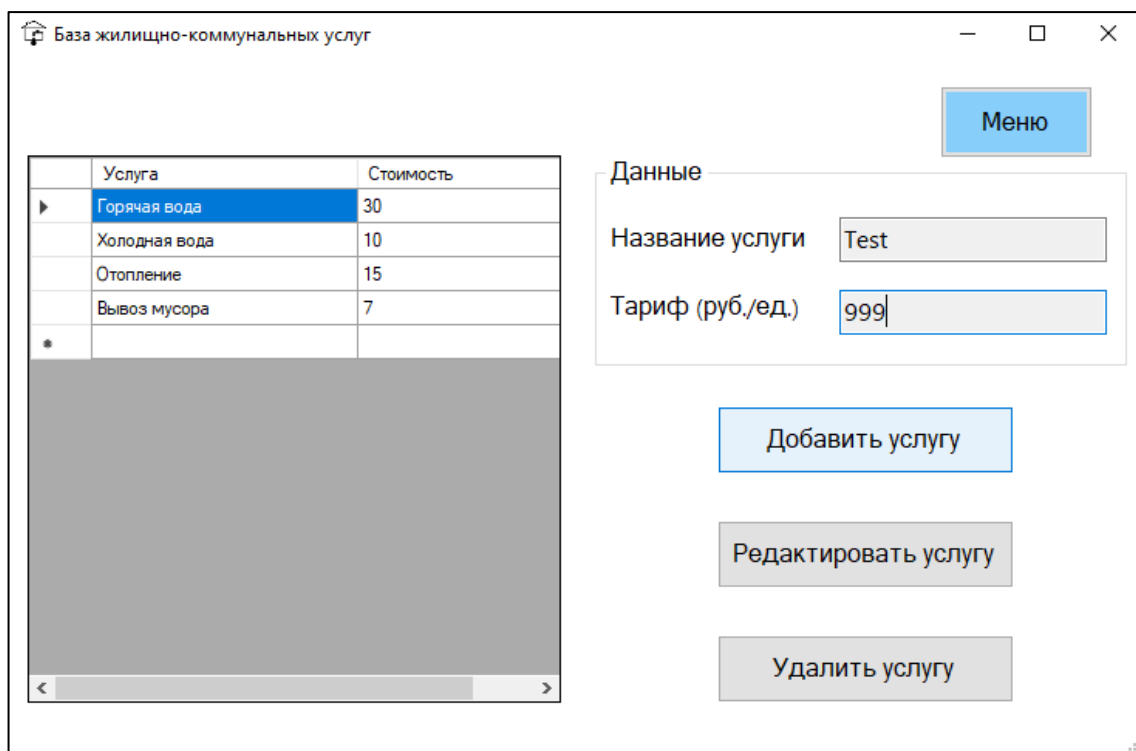 База жилищно-коммунальных услуг
Меню
Услуга Стоимость
Горячая вода 30
Холодная вода 10
Отопление 15
Вывоз мусора 7
Данные
Название услуги Test
Тариф (руб./ед.) 999
Добавить услугу
Редактировать услугу
Удалить услугу